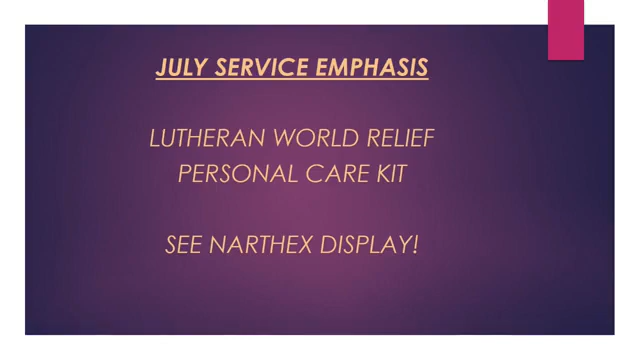 JULY SERVICE EMPHASIS
LUTHERAN WORLD RELIEF
PERSONAL CARE KIT
SEE NARTHEX DISPLAY!